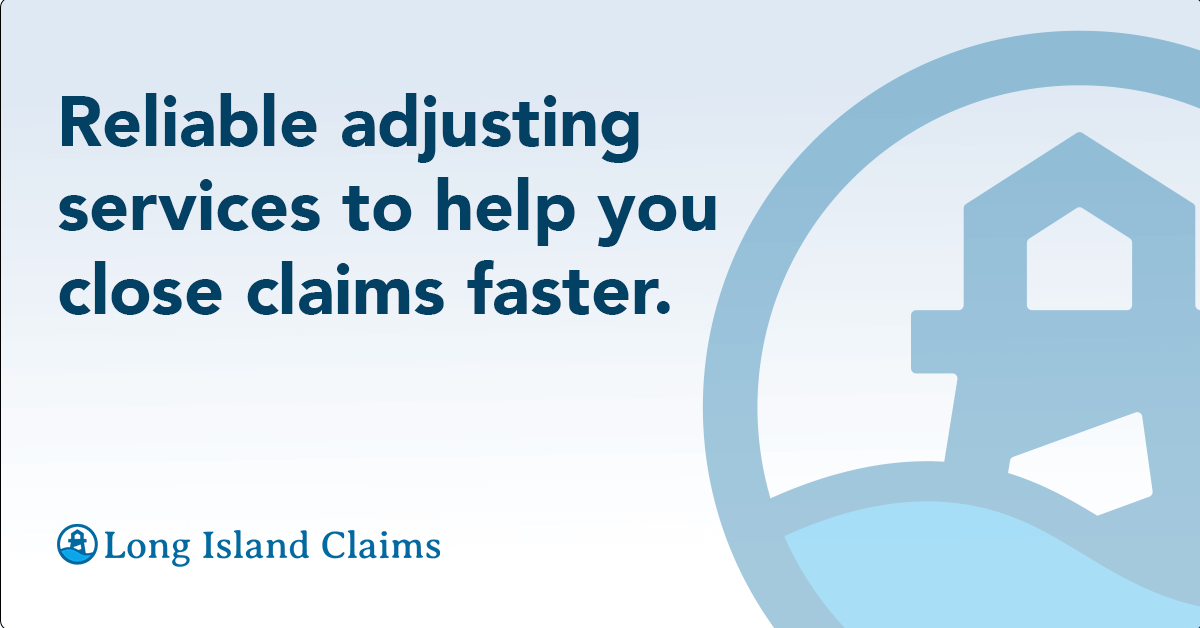 Reliable adjusting
services to help you
close claims faster.
Long Island Claims